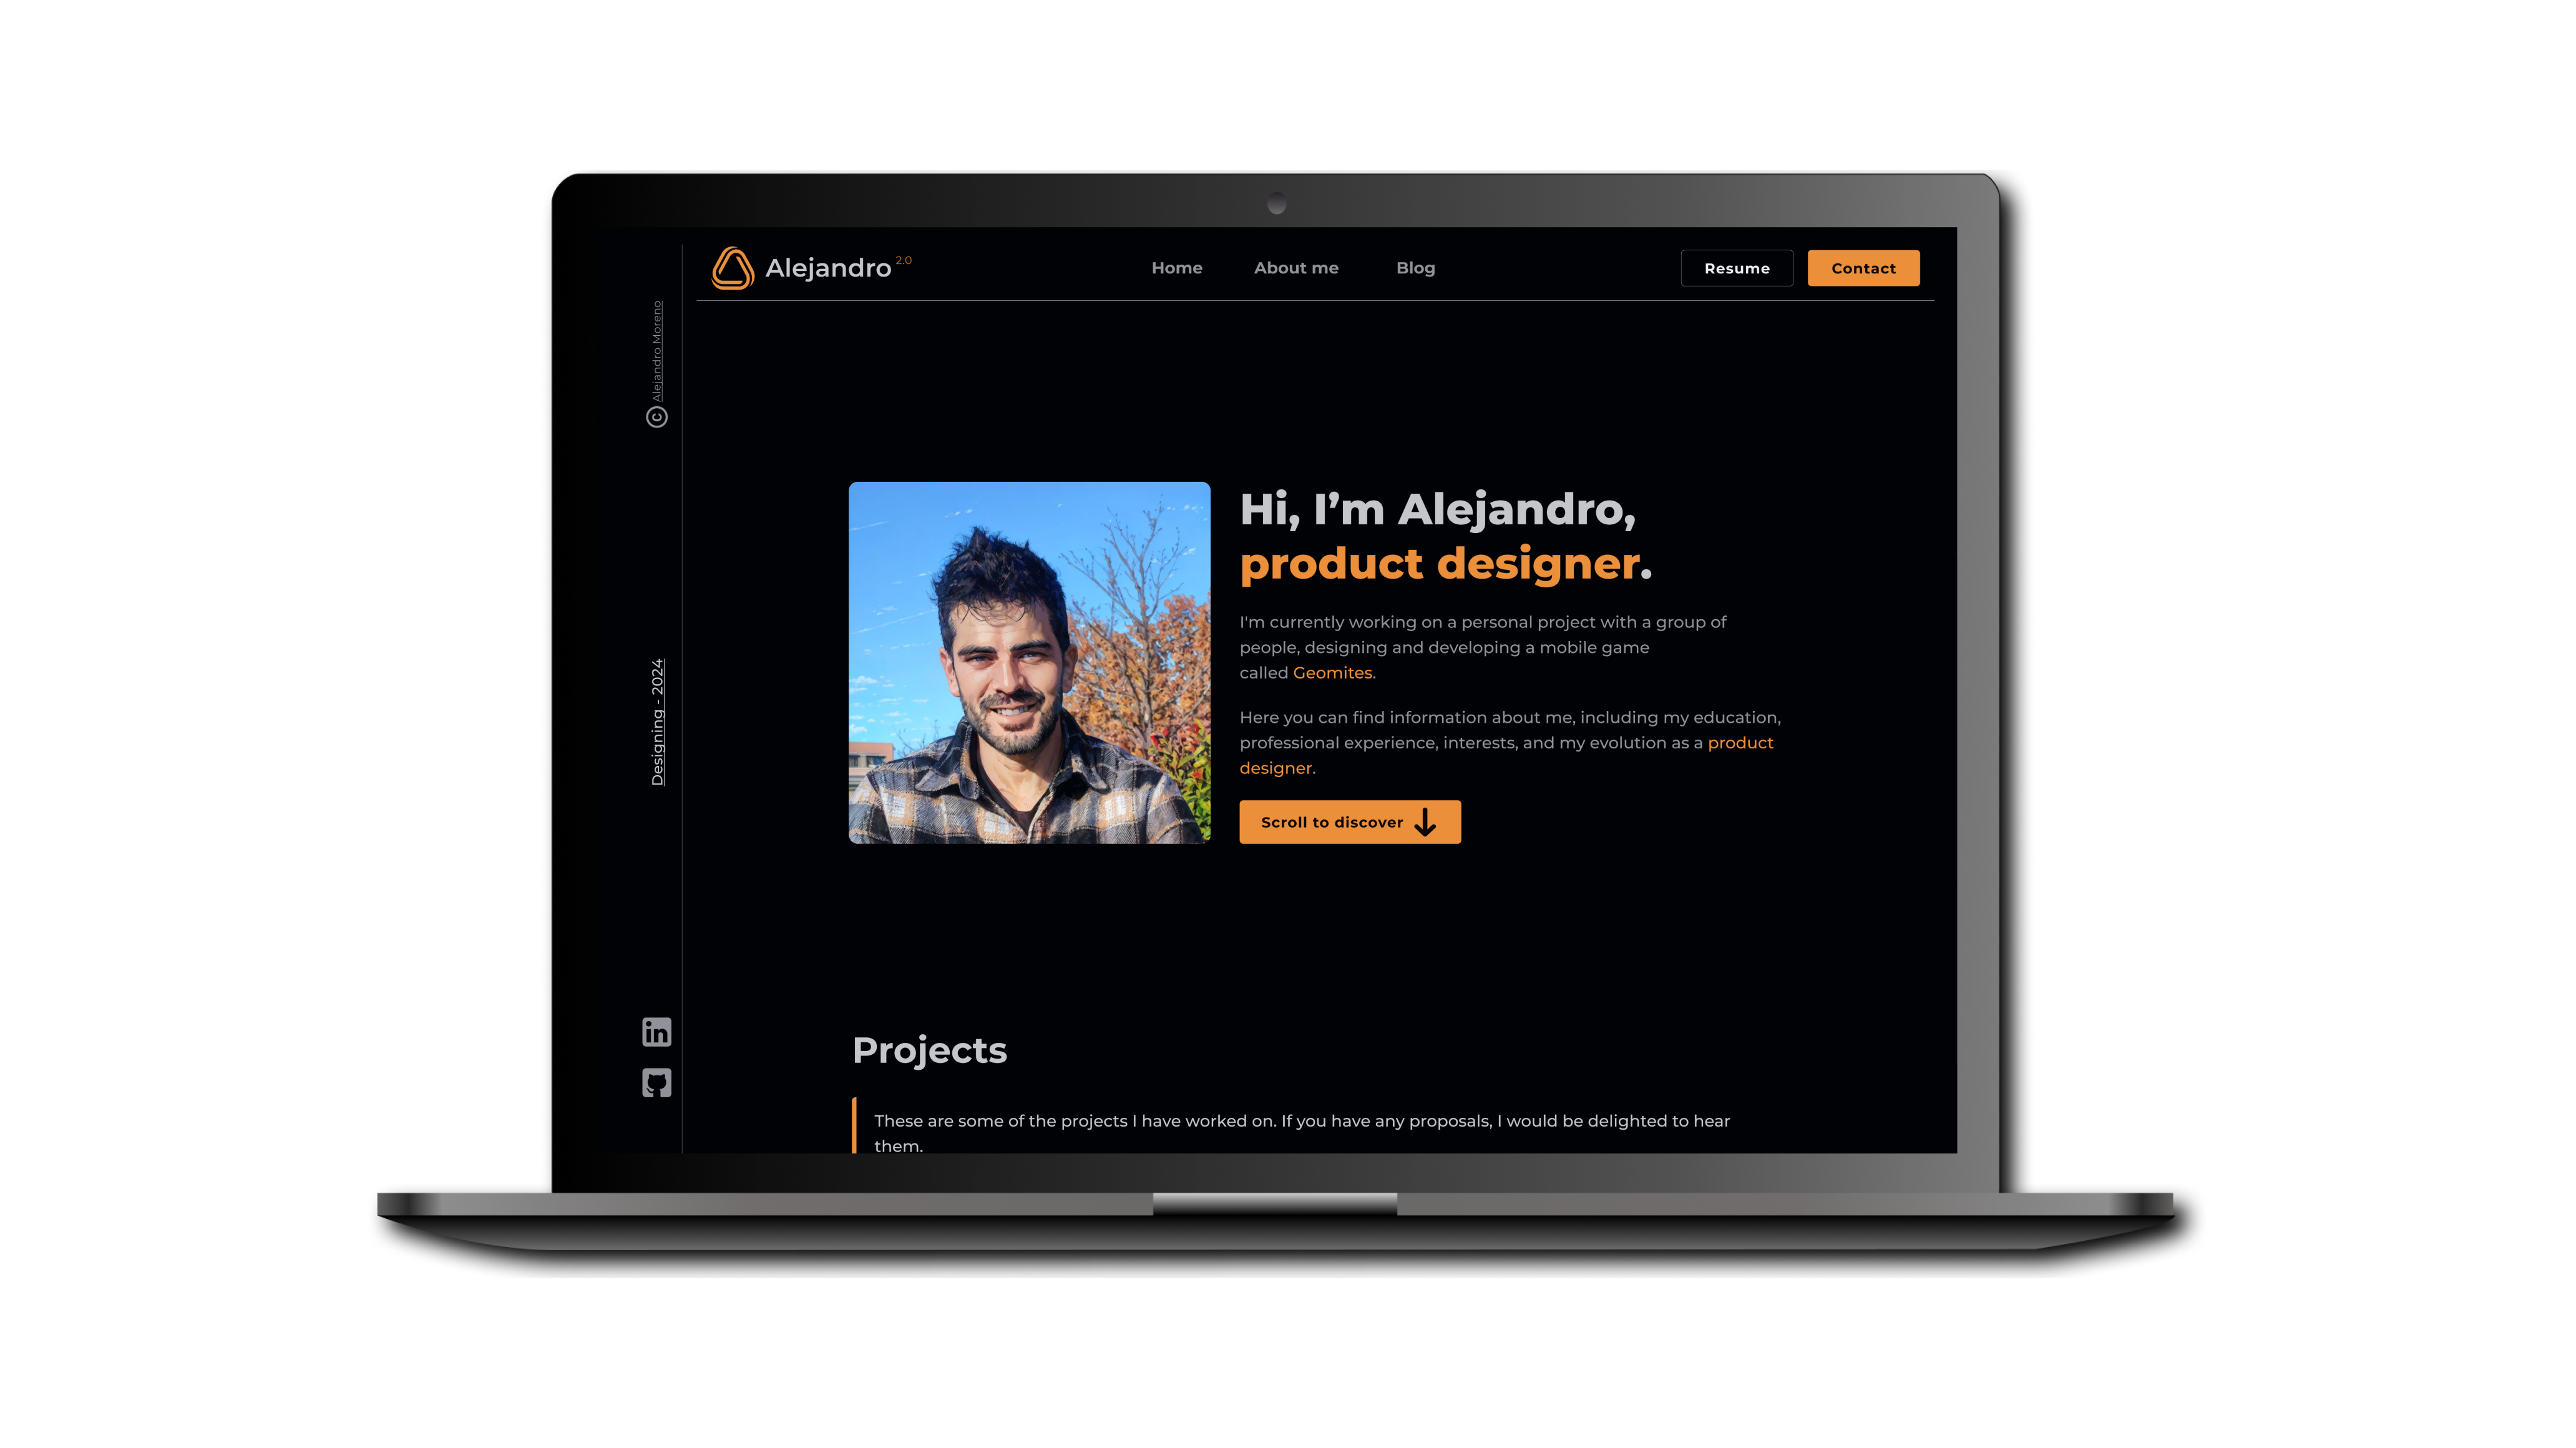 Alejandro 2.0
Home
About me
Blog
Resume
Contact
© Alejandro Moreno
Designing - 2024
Hi, I’m Alejandro,
product designer.
I'm currently working on a personal project with a group of
people, designing and developing a mobile game
called Geomites.
Here you can find information about me, including my education,
professional experience, interests, and my evolution as a product
designer.
Scroll to discover
in
Projects
These are some of the projects I have worked on. If you have any proposals, I would be delighted to hear
them.